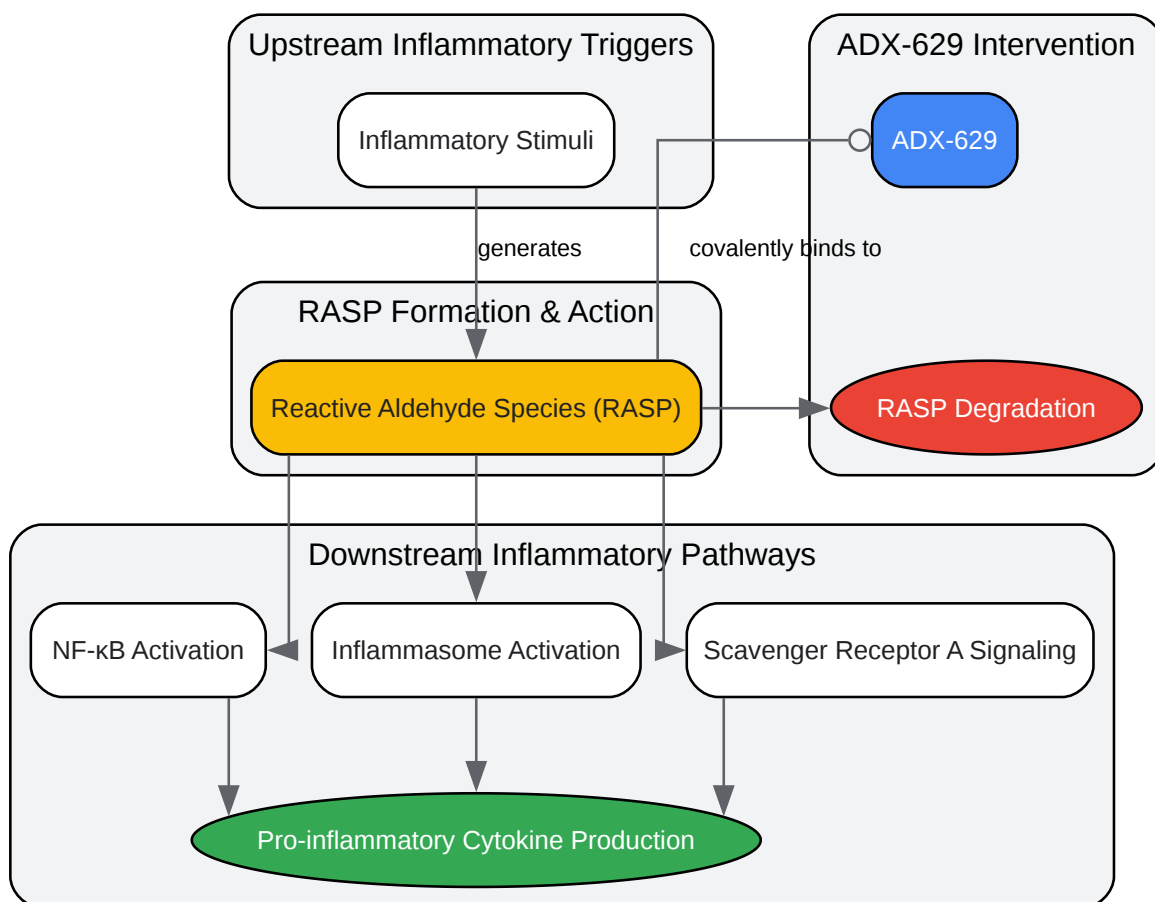 Upstream Inflammatory Triggers
ADX-629 Intervention
Inflammatory Stimuli
ADX-629
generates
covalently binds to
RASP Formation & Action
Reactive Aldehyde Species (RASP)
RASP Degradation
Downstream Inflammatory Pathways
NF-κB Activation
Inflammasome Activation
Scavenger Receptor A Signaling
Pro-inflammatory Cytokine Production